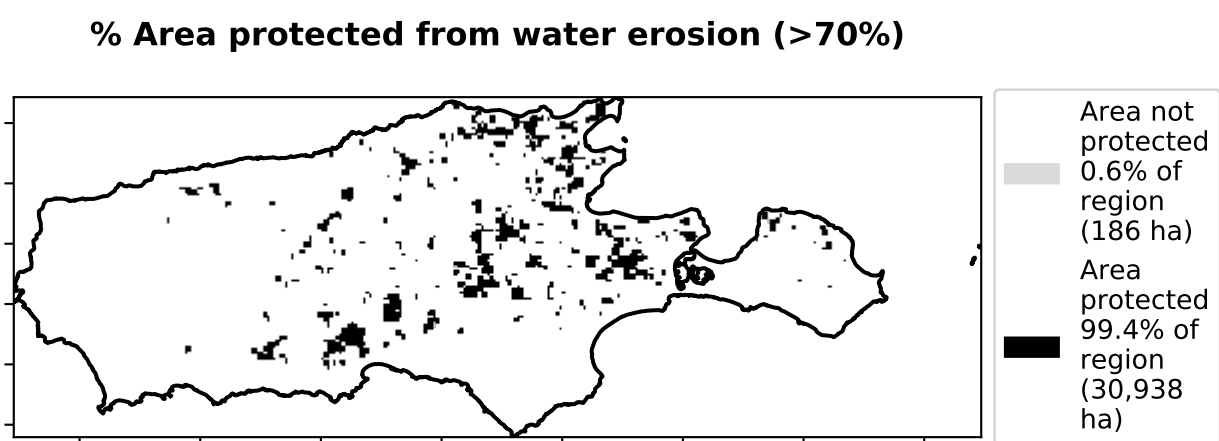 % Area protected from water erosion (>70%)
Area not
protected
0.6% of
region
(186 ha)
Area
protected
99.4% of
region
(30,938
ha)